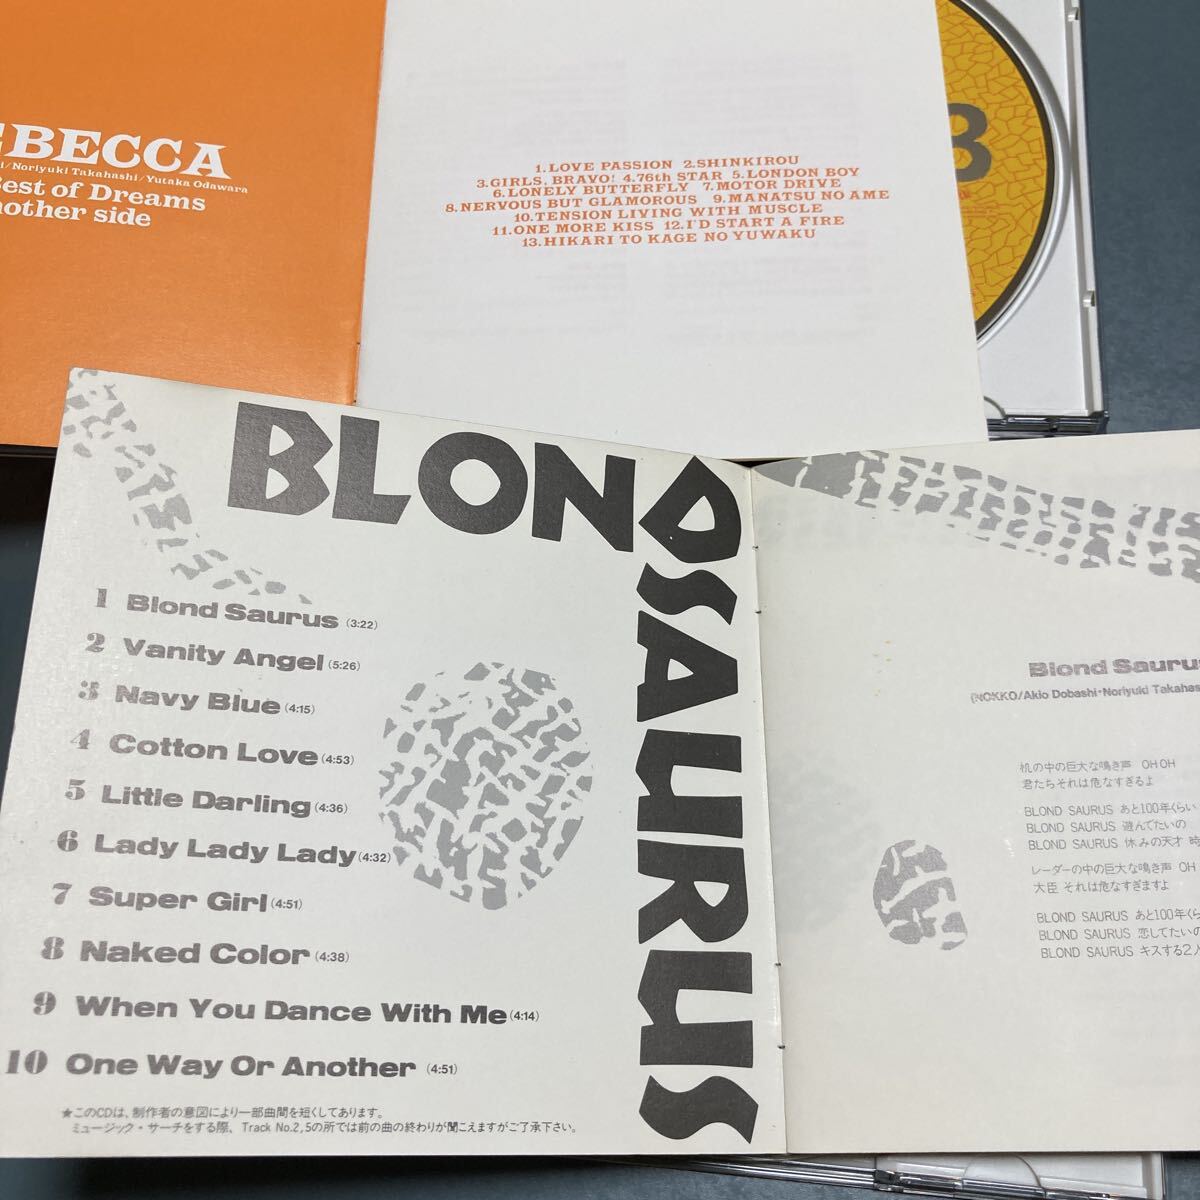 EBECCA
i/Noriyuki Takahashi/Yutaka Odawara
Best of Dreams
nother side
1.LOVE PASSION 2.SHINKIROU
3.GIRLS, BRAVO! 4.76th STAR 5.LONDON BOY
6.LONELY BUTTERFLY 7.MOTOR DRIVE
8.NERVOUS BUT GLAMOROUS 9.MANATSU NO AME
10.TENSION LIVING WITH MUSCLE
11.ONE MORE KISS 12.I'D START A FIRE
13.HIKARI TO KAGE NO YUWAKU
8
BLOND
SAURUS
1 Blond Saurus (3:22)
2 Vanity Angel (5:26)
3 Navy Blue (4:15)
4 Cotton Love (4:53)
5 Little Darling (4:36)
6 Lady Lady Lady (4:32)
7 Super Girl (4:51)
8 Naked Color (4:38)
9 When You Dance With Me (4:14)
10 One Way Or Another (4:51)
★このCDは、制作者の意図により一部曲間を短くしてあります。
ミュージック・サーチをする際、Track No.2,5の所では前の曲の終わりが聞こえますがご了承下さい。
Blond Saurus
(NOKKO/Akio Dobashi・Noriyuki Takaha
机の中の巨大な鳴き声 OH OH
君たちそれは危なすぎるよ
BLOND SAURUS あと100年くらい
BLOND SAURUS 遊んでたいの
BLOND SAURUS 休みの天才 時
レーダーの中の巨大な鳴き声 OH
大臣 それは危なすぎますよ
BLOND SAURUS あと100年くら
BLOND SAURUS 恋してたいの
BLOND SAURUS キスする2人